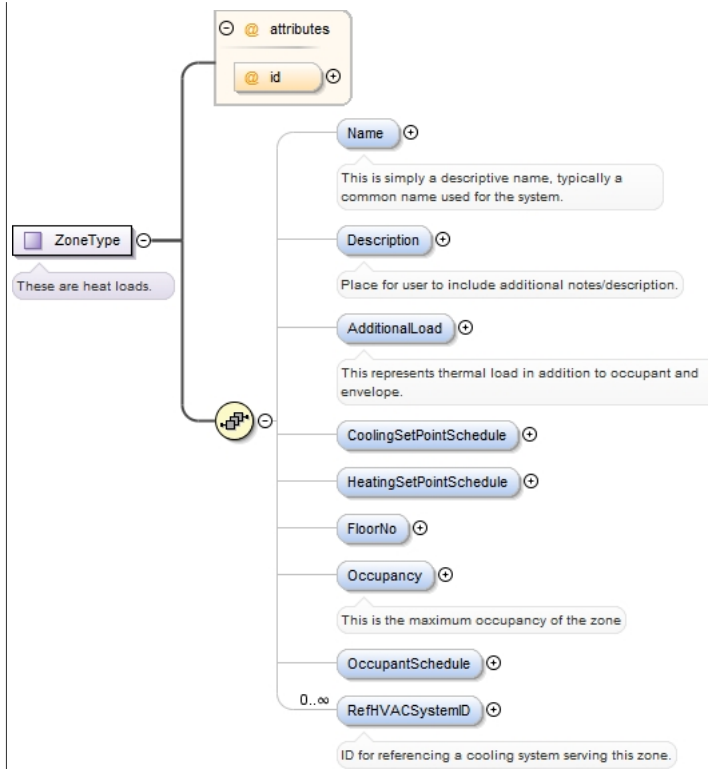 @ attributes
@ id
Name
This is simply a descriptive name, typically a
common name used for the system.
ZoneType
These are heat loads.
Description
Place for user to include additional notes/description.
AdditionalLoad
This represents thermal load in addition to occupant and
envelope.
CoolingSetPointSchedule
HeatingSetPointSchedule
FloorNo
Occupancy
This is the maximum occupancy of the zone
OccupantSchedule
0..∞
RefHVACSystemID
ID for referencing a cooling system serving this zone.